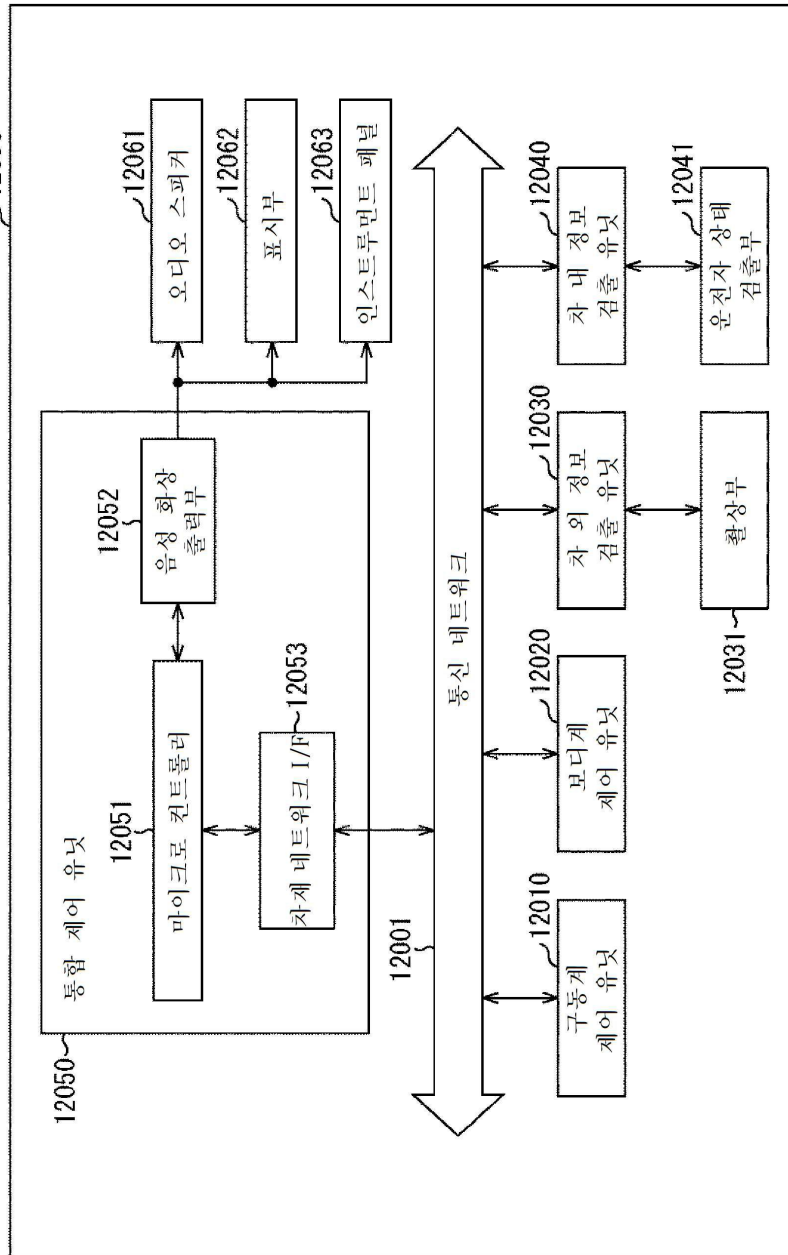 통합 제어 유닛
12050
12051
마이크로 컨트롤러
12052
음성 화상
출력부
12053
차재 네트워크 I/F
12061
오디오 스피커
12062
표시부
12063
인스트루먼트 패널
12001
통신 네트워크
12010
구동계
제어 유닛
12020
보디계
제어 유닛
12030
차 외 정보
검출 유닛
12031
촬상부
12040
차 내 정보
검출 유닛
12041
운전자 상태
검출부